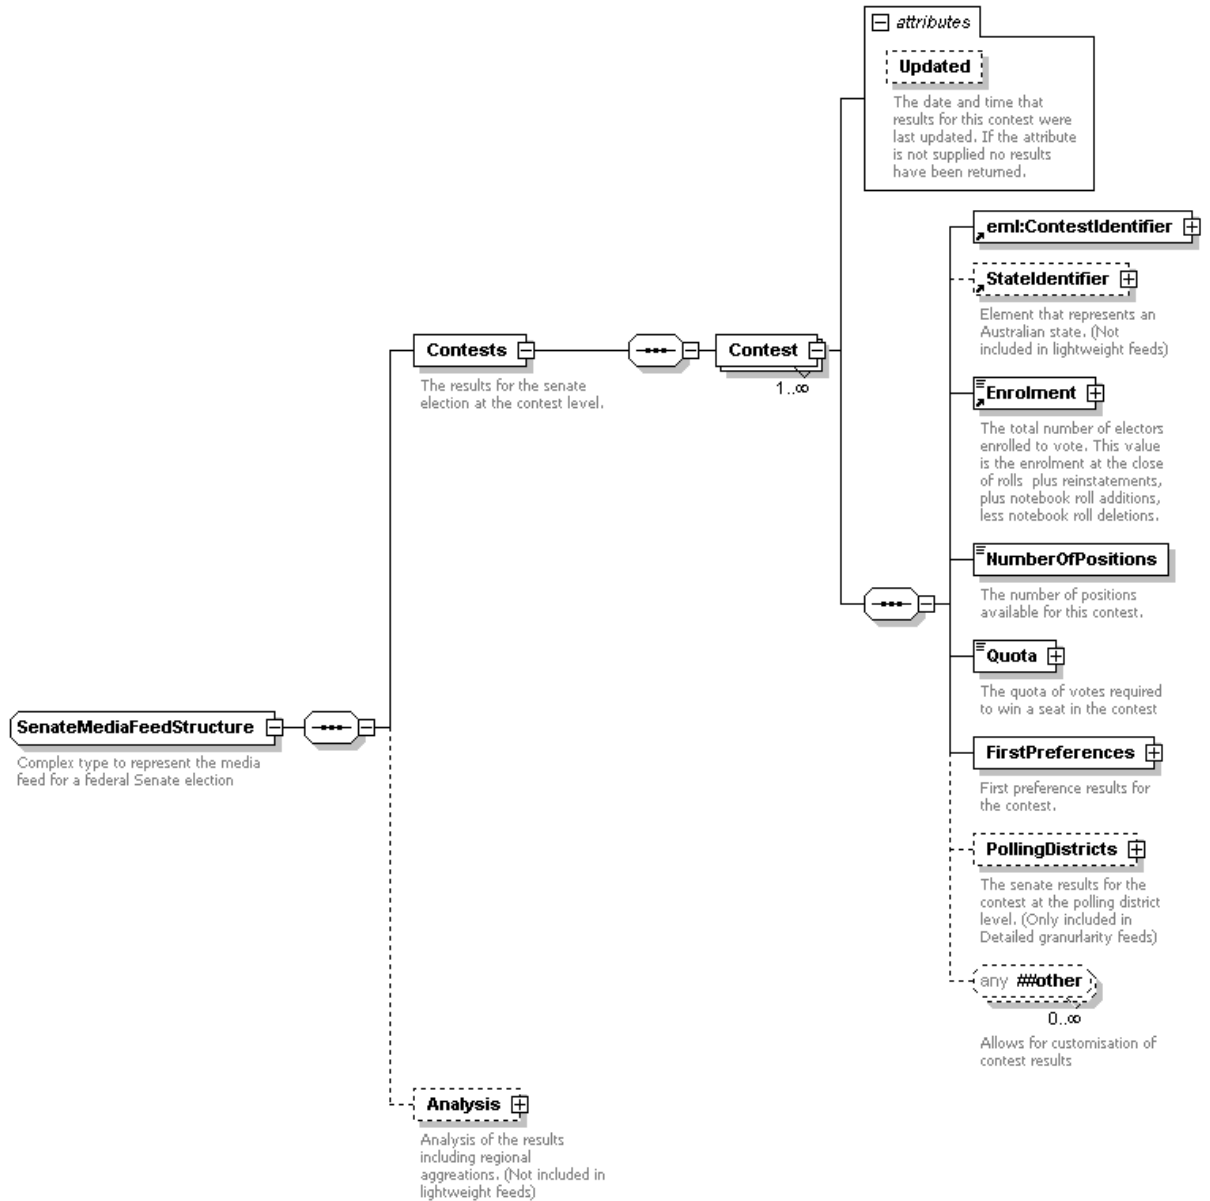 attributes
Updated
The date and time that
results for this contest were
last updated. If the attribute
is not supplied no results
have been returned.
eml:ContestIdentifier
StateIdentifier
Element that represents an
Australian state. (Not
included in lightweight feeds)
Contests
The results for the senate
election at the contest level.
Contest
1..∞
Enrolment
The total number of electors
enrolled to vote. This value
is the enrolment at the close
of rolls plus reinstatements,
plus notebook roll additions,
less notebook roll deletions.
NumberOfPositions
The number of positions
available for this contest.
Quota
The quota of votes required
to win a seat in the contest
SenateMediaFeedStructure
Complex type to represent the media
feed for a federal Senate election
FirstPreferences
First preference results for
the contest.
PollingDistricts
The senate results for the
contest at the polling district
level. (Only included in
Detailed granurlarity feeds)
any ##other
0..∞
Allows for customisation of
contest results
Analysis
Analysis of the results
including regional
aggreations. (Not included in
lightweight feeds)